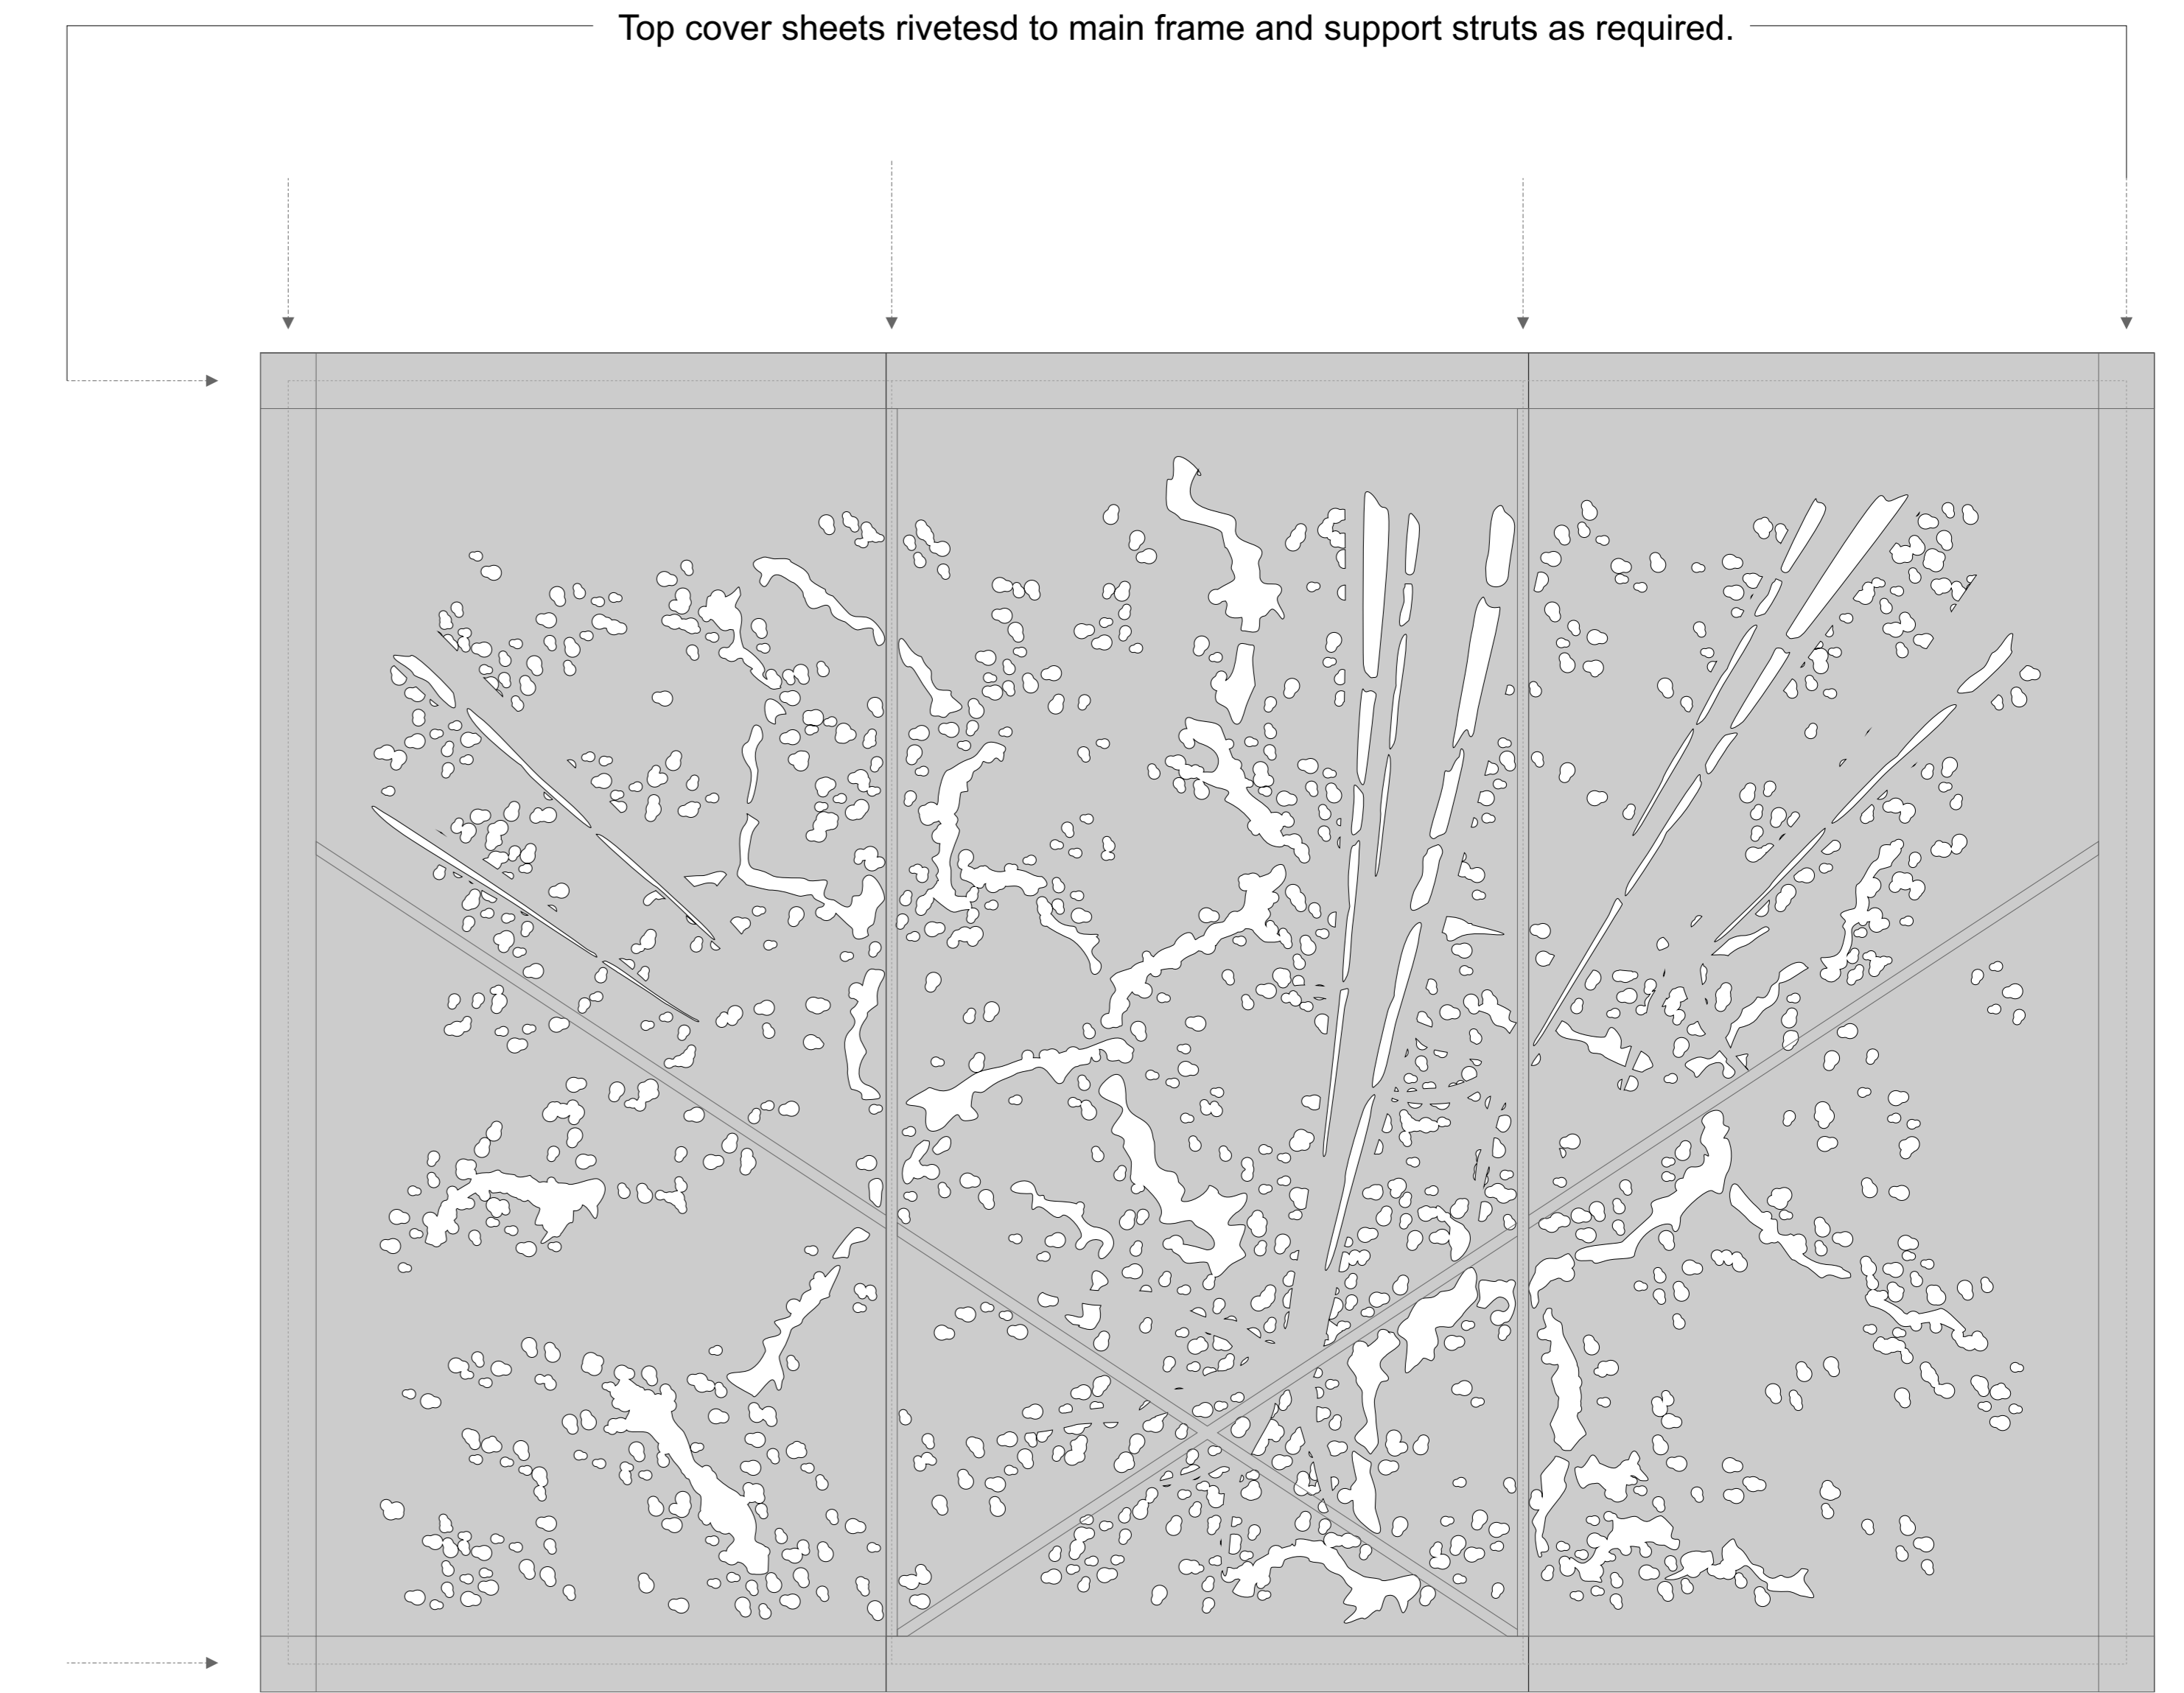 Top cover sheets rivetesd to main frame and support struts as required.